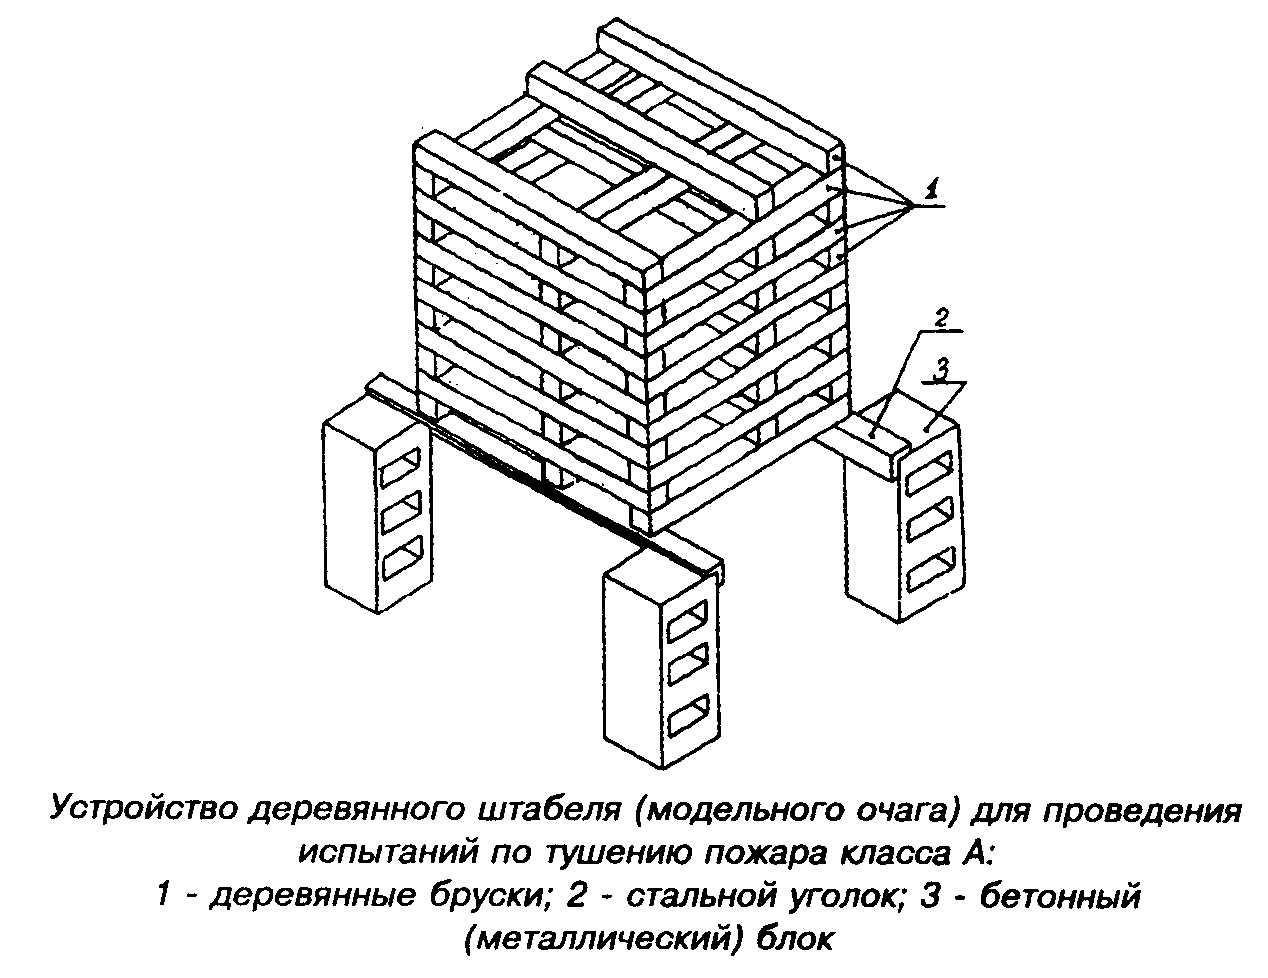 1
2
3
Устройство деревянного штабеля (модельного очага) для проведения
испытаний по тушению пожара класса А:
1 - деревянные бруски; 2 - стальной уголок; 3 - бетонный
(металлический) блок